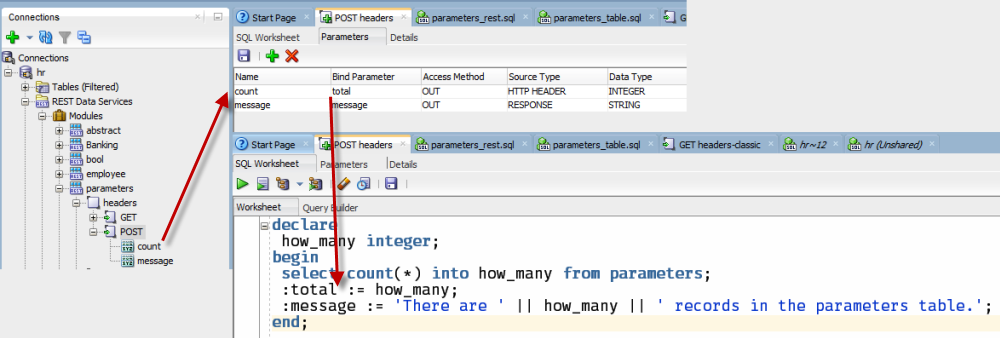 Connections
Connections
hr
Tables (Filtered)
REST Data Services
Modules
abstract
Banking
bool
employee
parameters
headers
GET
POST
count
message
Start Page POST headers parameters_rest.sql parameters_table.sql GE
SQL Worksheet Parameters Details
Name Bind Parameter Access Method Source Type Data Type
count total OUT HTTP HEADER INTEGER
message message OUT RESPONSE STRING
Start Page POST headers parameters_rest.sql parameters_table.sql GET headers-classic hr~12 hr (Unshared)
SQL Worksheet Parameters Details
Worksheet Query Builder
declare
how_many integer;
begin
select count(*) into how_many from parameters;
:total := how_many;
:message := 'There are ' || how_many || ' records in the parameters table.';
end;